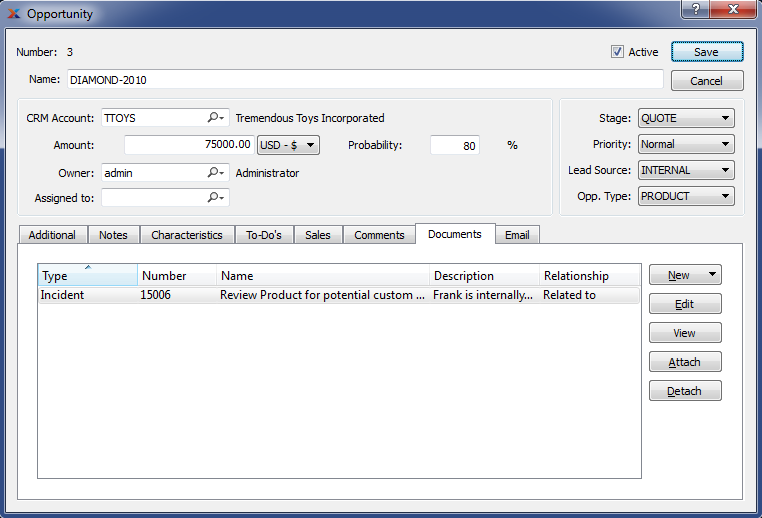 Opportunity
Number: 3
Active
Save
Name: DIAMOND-2010
Cancel
CRM Account: TTOYS Tremendous Toys Incorporated
Amount: 75000.00 USD - $ Probability: 80 %
Owner: admin Administrator
Assigned to:
Stage: QUOTE
Priority: Normal
Lead Source: INTERNAL
Opp. Type: PRODUCT
Additional Notes Characteristics To-Do's Sales Comments Documents Email
Type Number Name Description Relationship
Incident 15006 Review Product for potential custom ... Frank is internally... Related to
New
Edit
View
Attach
Detach